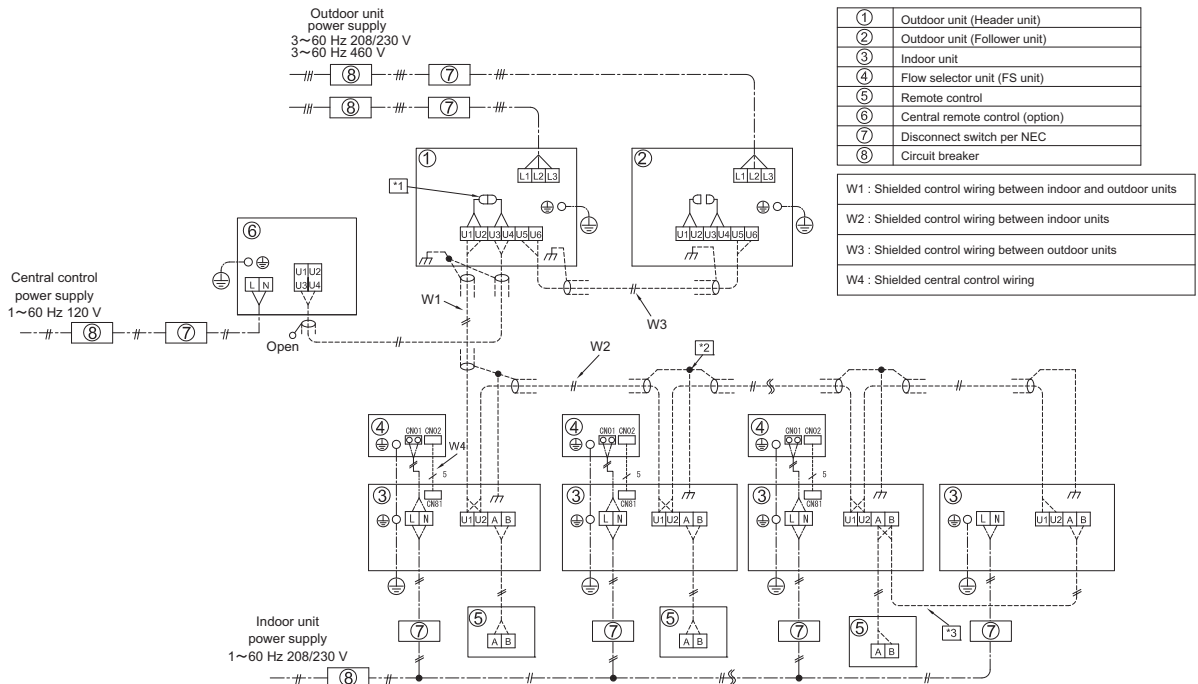 Outdoor unit
power supply
3～60 Hz 208/230 V
3～60 Hz 460 V
⑧ ⑦
⑧ ⑦
① Outdoor unit (Header unit)
② Outdoor unit (Follower unit)
③ Indoor unit
④ Flow selector unit (FS unit)
⑤ Remote control
⑥ Central remote control (option)
⑦ Disconnect switch per NEC
⑧ Circuit breaker
W1 : Shielded control wiring between indoor and outdoor units
W2 : Shielded control wiring between indoor units
W3 : Shielded control wiring between outdoor units
W4 : Shielded central control wiring
①
L1 L2 L3
*1
U1 U2 U3 U4 U5 U6
②
L1 L2 L3
U1 U2 U3 U4 U5 U6
⑥
L N
U1 U2
U3 U4
Central control
power supply
1～60 Hz 120 V
⑧ ⑦
Open
W1
W3
W2
*2
④ CN01 CN02
W4
5
④ CN01 CN02
5
④ CN01 CN02
5
③ CN81
L N U1 U2 A B
③ CN81
L N U1 U2 A B
③ CN81
L N U1 U2 A B
③
L N U1 U2 A B
⑦ ⑤
A B
⑦ ⑤
A B
⑦ ⑤
A B
*3
⑦
Indoor unit
power supply
1～60 Hz 208/230 V
⑧